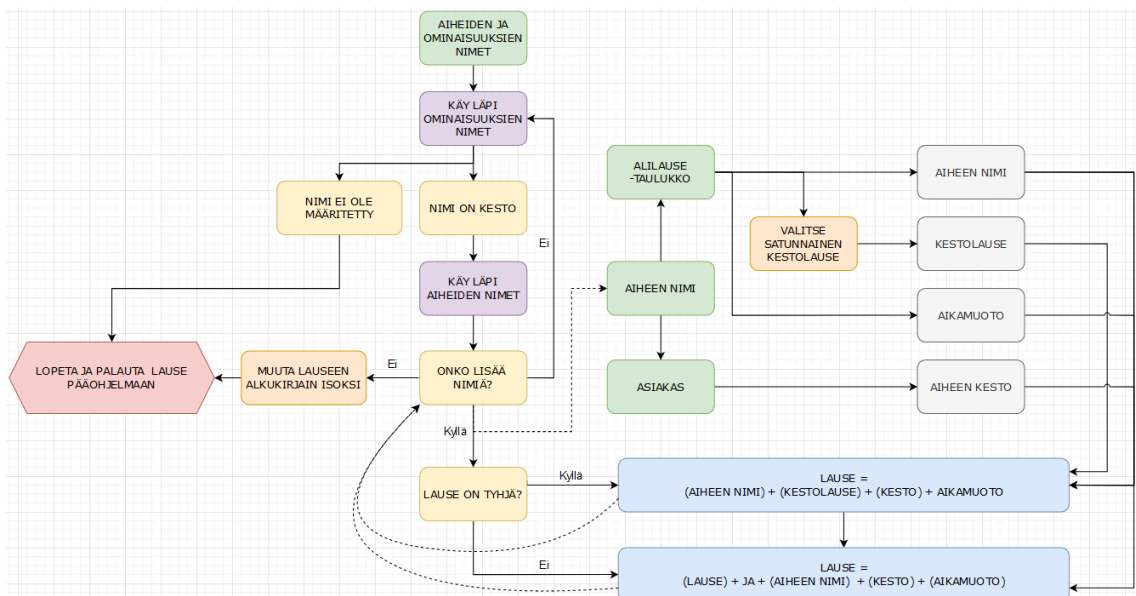 AIHEIDEN JA
OMINAISUUKSIEN
NIMET
KÄY LÄPI
OMINAISUUKSIEN
NIMET
NIMI EI OLE
MÄÄRITETTY
NIMI ON KESTO
Ei
KÄY LÄPI
AIHEIDEN NIMET
LOPETA JA PALAUTA LAUSE
PÄÄOHJELMAAN
MUUTA LAUSEEN
ALKUKIRJAIN ISOKSI
Ei
ONKO LISÄÄ
NIMIÄ?
Kyllä
LAUSE ON TYHJÄ?
Kyllä
Ei
ALILAUSE
-TAULUKKO
AIHEEN NIMI
ASIAKAS
VALITSE
SATUNNAINEN
KESTOLAUSE
AIHEEN NIMI
KESTOLAUSE
AIKAMUOTO
AIHEEN KESTO
LAUSE =
(AIHEEN NIMI) + (KESTOLAUSE) + (KESTO) + AIKAMUOTO
LAUSE =
(LAUSE) + JA + (AIHEEN NIMI) + (KESTO) + (AIKAMUOTO)